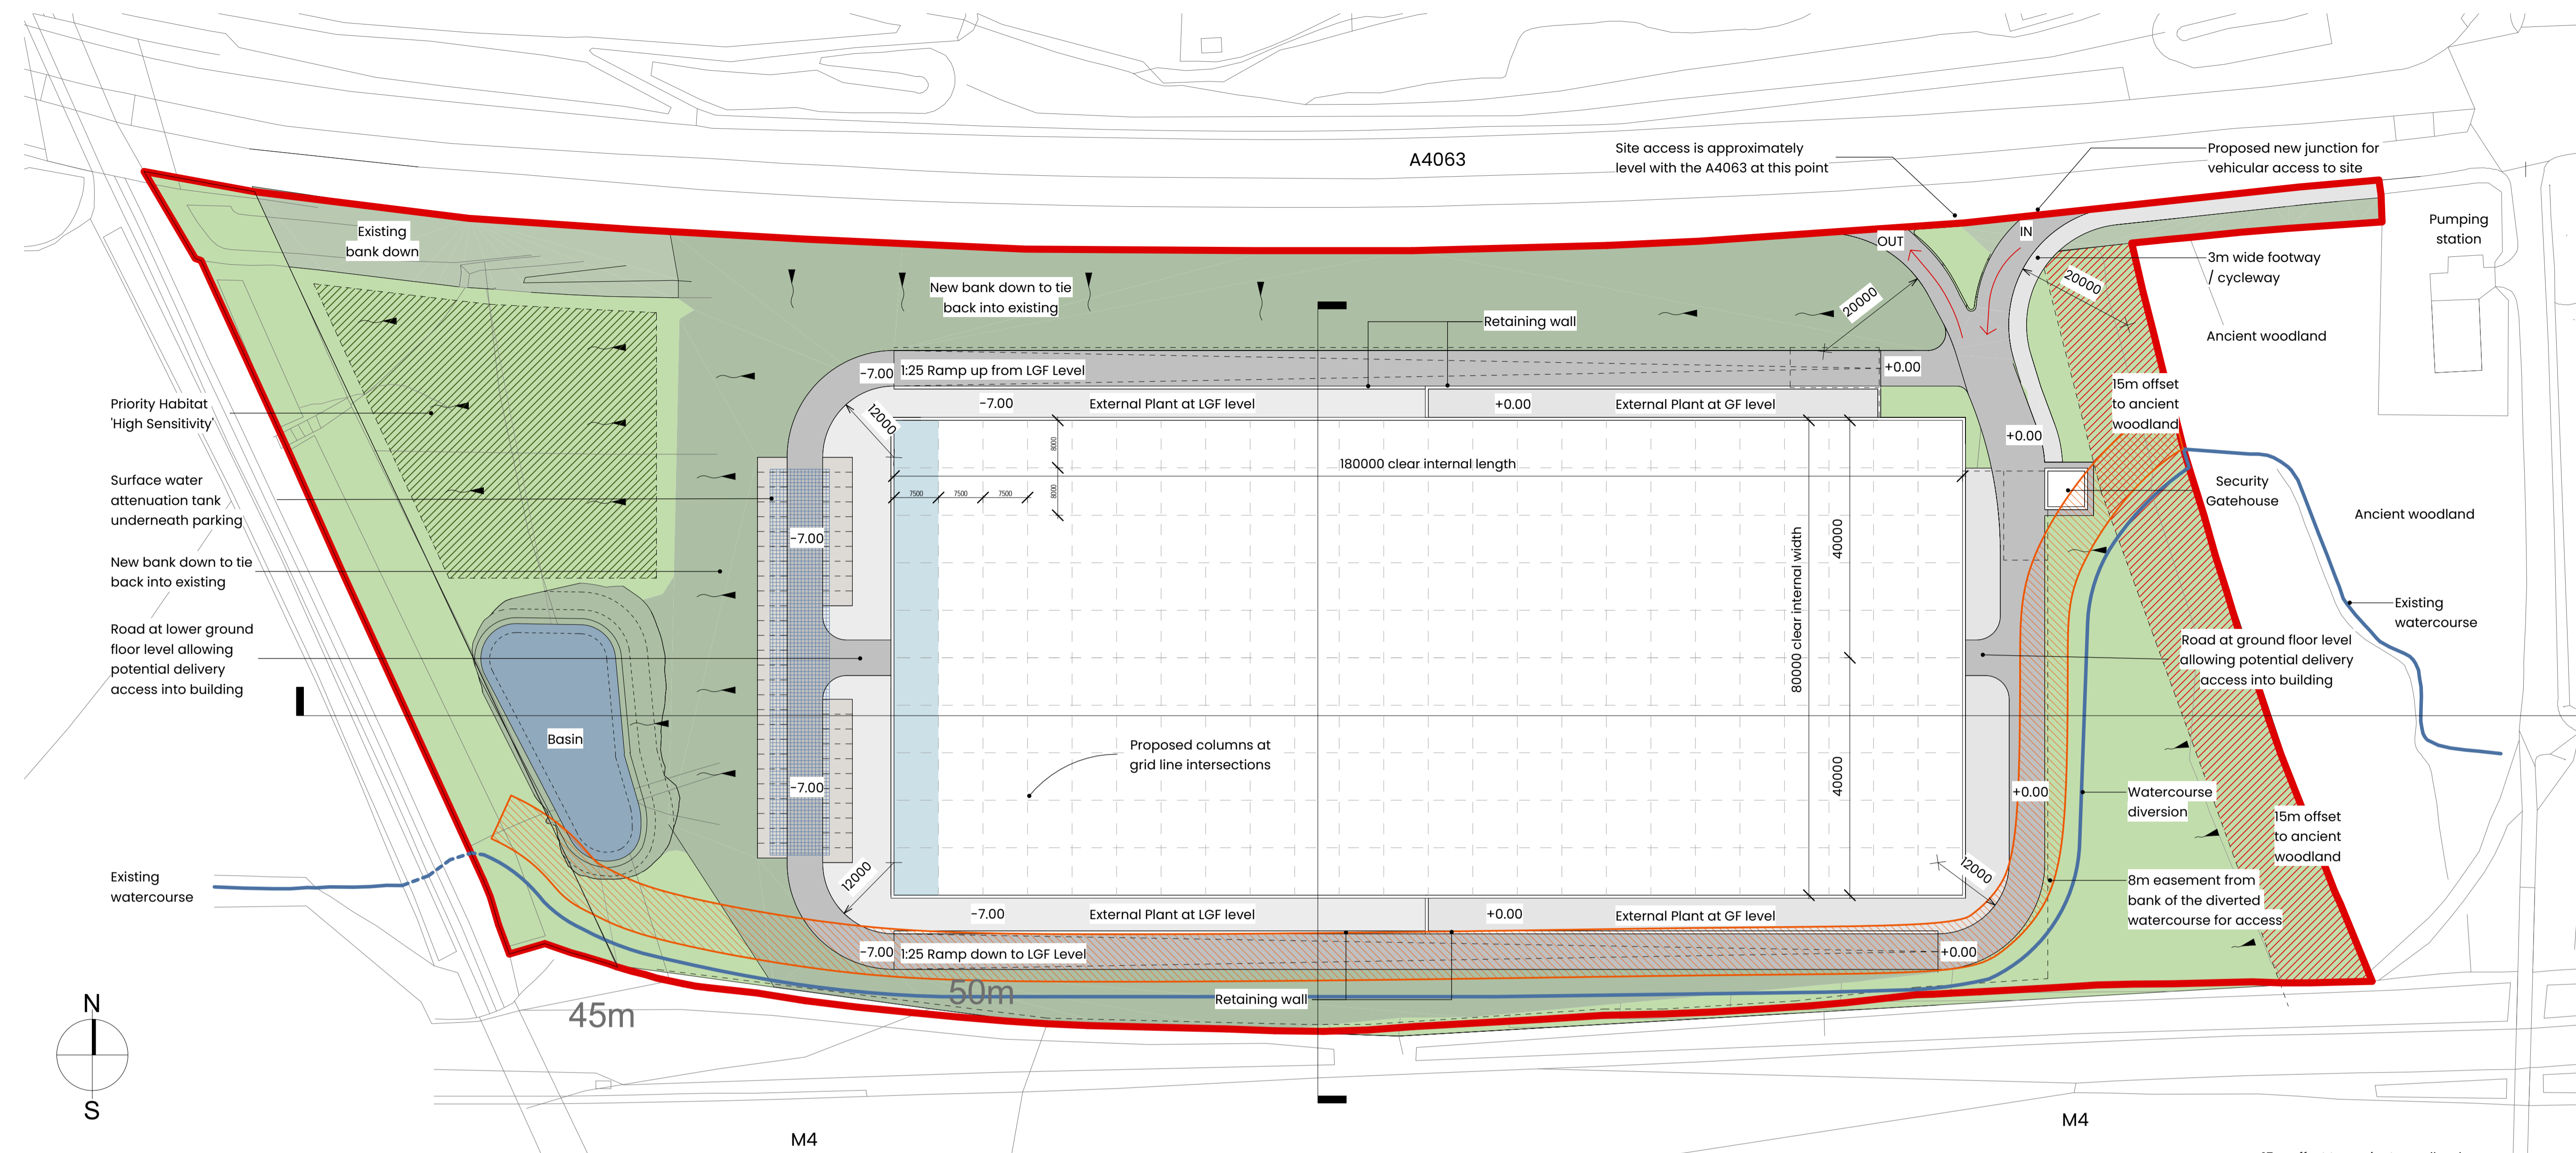 A4063
Site access is approximately
level with the A4063 at this point
Proposed new junction for
vehicular access to site
Existing
bank down
Pumping
station
OUT
IN
3m wide footway
/ cycleway
20000
20000
New bank down to tie
back into existing
Retaining wall
Ancient woodland
-7.00
1:25 Ramp up from LGF Level
+0.00
15m offset
to ancient
woodland
Priority Habitat
'High Sensitivity'
12000
-7.00
External Plant at LGF level
+0.00
External Plant at GF level
+0.00
8000
180000 clear internal length
Surface water
attenuation tank
underneath parking
7500
7500
7500
8000
Security
Gatehouse
Ancient woodland
-7.00
40000
80000 clear internal width
New bank down to tie
back into existing
Existing
watercourse
Road at lower ground
floor level allowing
potential delivery
access into building
Road at ground floor level
allowing potential delivery
access into building
Basin
Proposed columns at
grid line intersections
-7.00
40000
+0.00
Watercourse
diversion
15m offset
to ancient
woodland
Existing
watercourse
12000
12000
8m easement from
bank of the diverted
watercourse for access
-7.00
External Plant at LGF level
+0.00
External Plant at GF level
-7.00
1:25 Ramp down to LGF Level
+0.00
50m
45m
Retaining wall
N
S
M4
M4